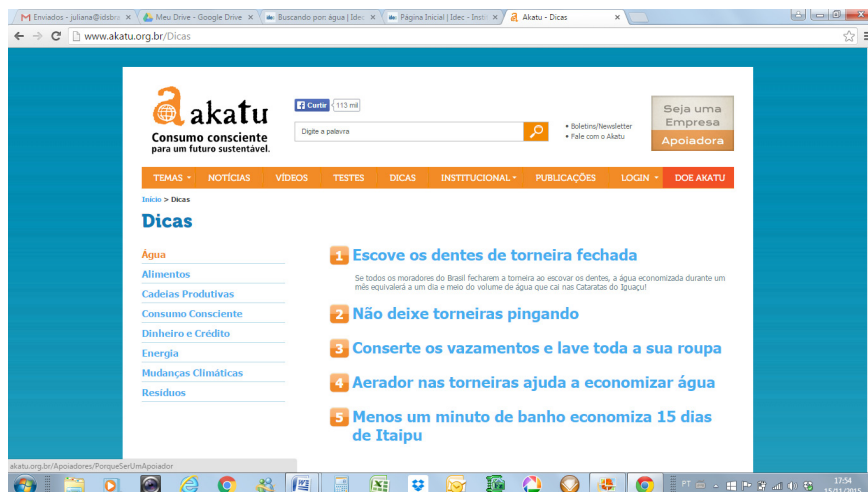 Enviados - juliana@idsbra
Meu Drive - Google Drive
Buscando por: água | Idec
Página Inicial | Idec - Insti
Akatu - Dicas
www.akatu.org.br/Dicas
akatu
Consumo consciente
para um futuro sustentável.
Curtir
113 mil
Digite a palavra
• Boletins/Newsletter
• Fale com o Akatu
Seja uma
Empresa
Apoiadora
TEMAS NOTÍCIAS VÍDEOS TESTES DICAS INSTITUCIONAL PUBLICAÇÕES LOGIN DOE AKATU
Início > Dicas
Dicas
Água
Alimentos
Cadeias Produtivas
Consumo Consciente
Dinheiro e Crédito
Energia
Mudanças Climáticas
Resíduos
1 Escove os dentes de torneira fechada
Se todos os moradores do Brasil fecharem a torneira ao escovar os dentes, a água economizada durante um
mês equivalerá a um dia e meio do volume de água que cai nas Cataratas do Iguaçu!
2 Não deixe torneiras pingando
3 Conserte os vazamentos e lave toda a sua roupa
4 Aerador nas torneiras ajuda a economizar água
5 Menos um minuto de banho economiza 15 dias
de Itaipu
akatu.org.br/Apoiadores/PorqueSerUmApoiador
PT
17:54